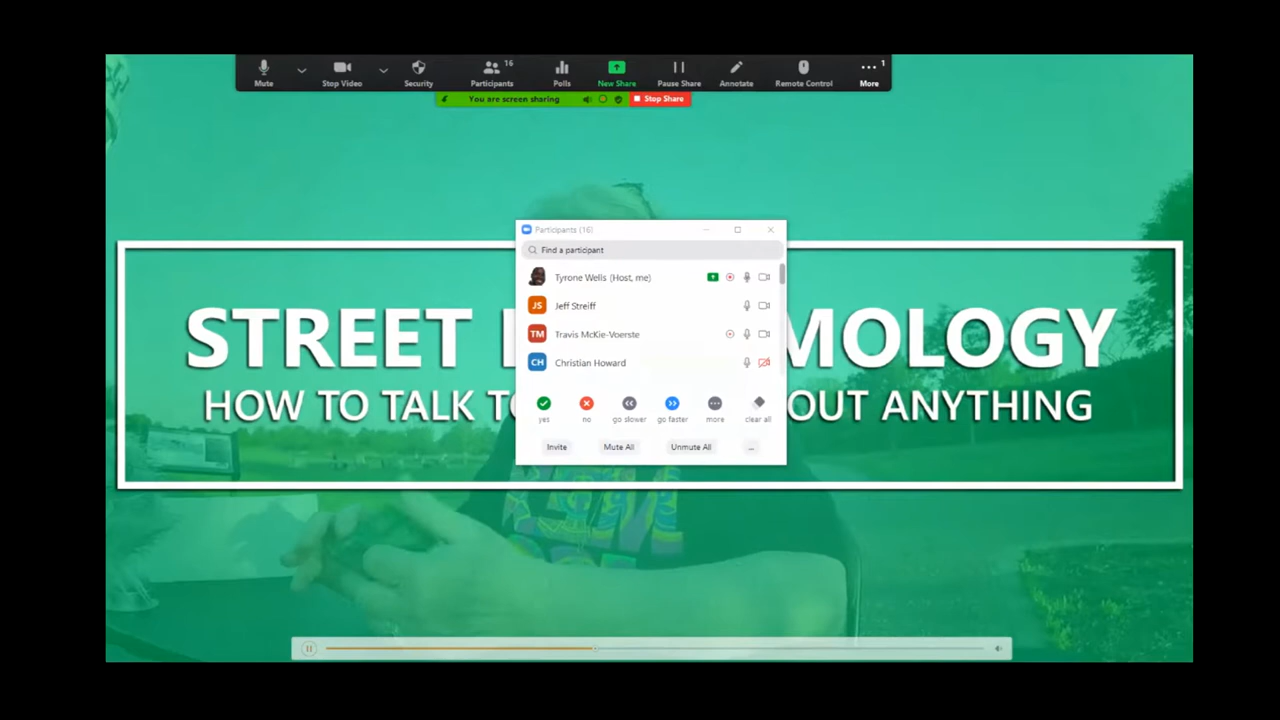 16 1
Mute Stop Video Security Participants Polls New Share Pause Share Annotate Remote Control More
You are screen sharing Stop Share
Participants (16)
Find a participant
Tyrone Wells (Host, me)
JS Jeff Streiff
TM Travis McKie-Voerste
CH Christian Howard
yes no go slower go faster more clear all
Invite Mute All Unmute All ...
STREET MOLOGY
HOW TO TALK TO OUT ANYTHING